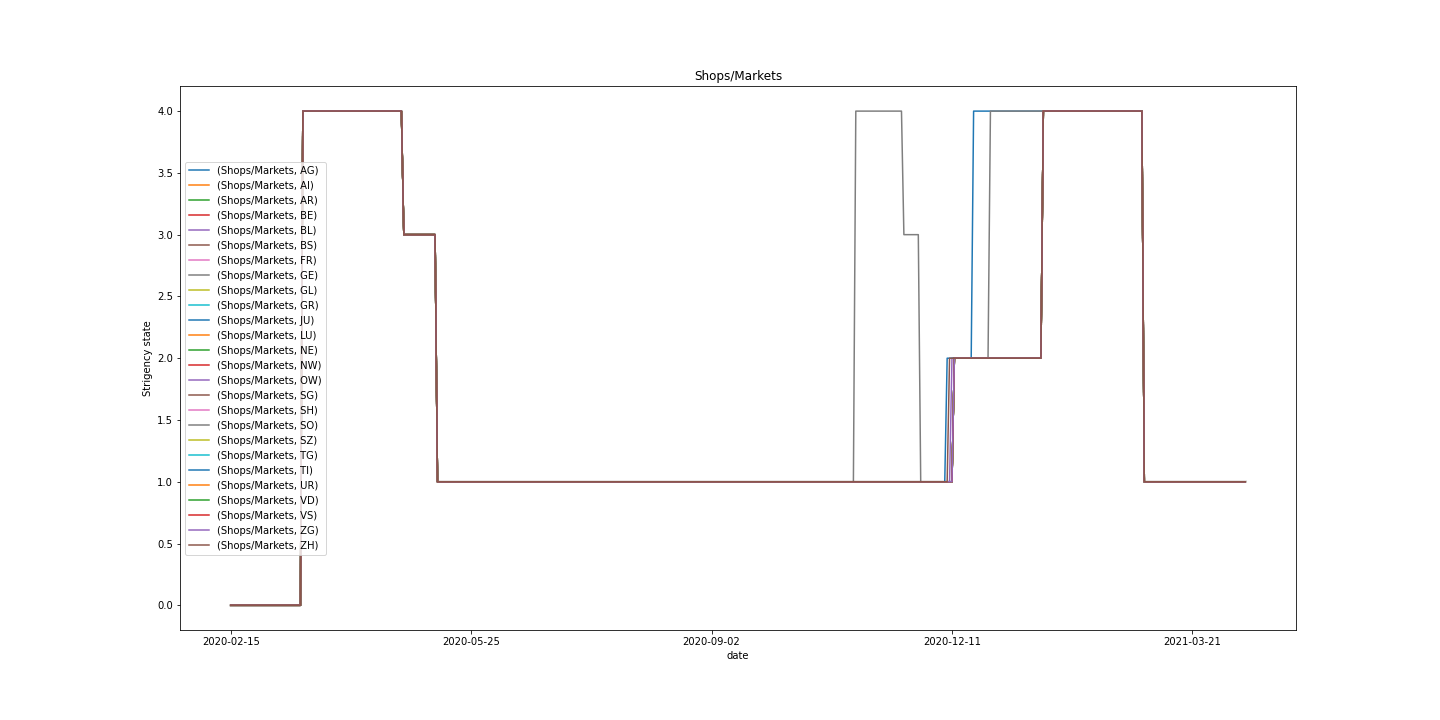 Shops/Markets
4.0
3.5
3.0
2.5
2.0
1.5
1.0
0.5
0.0
Strigency state
(Shops/Markets, AG)
(Shops/Markets, AI)
(Shops/Markets, AR)
(Shops/Markets, BE)
(Shops/Markets, BL)
(Shops/Markets, BS)
(Shops/Markets, FR)
(Shops/Markets, GE)
(Shops/Markets, GL)
(Shops/Markets, GR)
(Shops/Markets, JU)
(Shops/Markets, LU)
(Shops/Markets, NE)
(Shops/Markets, NW)
(Shops/Markets, OW)
(Shops/Markets, SG)
(Shops/Markets, SH)
(Shops/Markets, SO)
(Shops/Markets, SZ)
(Shops/Markets, TG)
(Shops/Markets, TI)
(Shops/Markets, UR)
(Shops/Markets, VD)
(Shops/Markets, VS)
(Shops/Markets, ZG)
(Shops/Markets, ZH)
2020-02-15 2020-05-25 2020-09-02 2020-12-11 2021-03-21
date